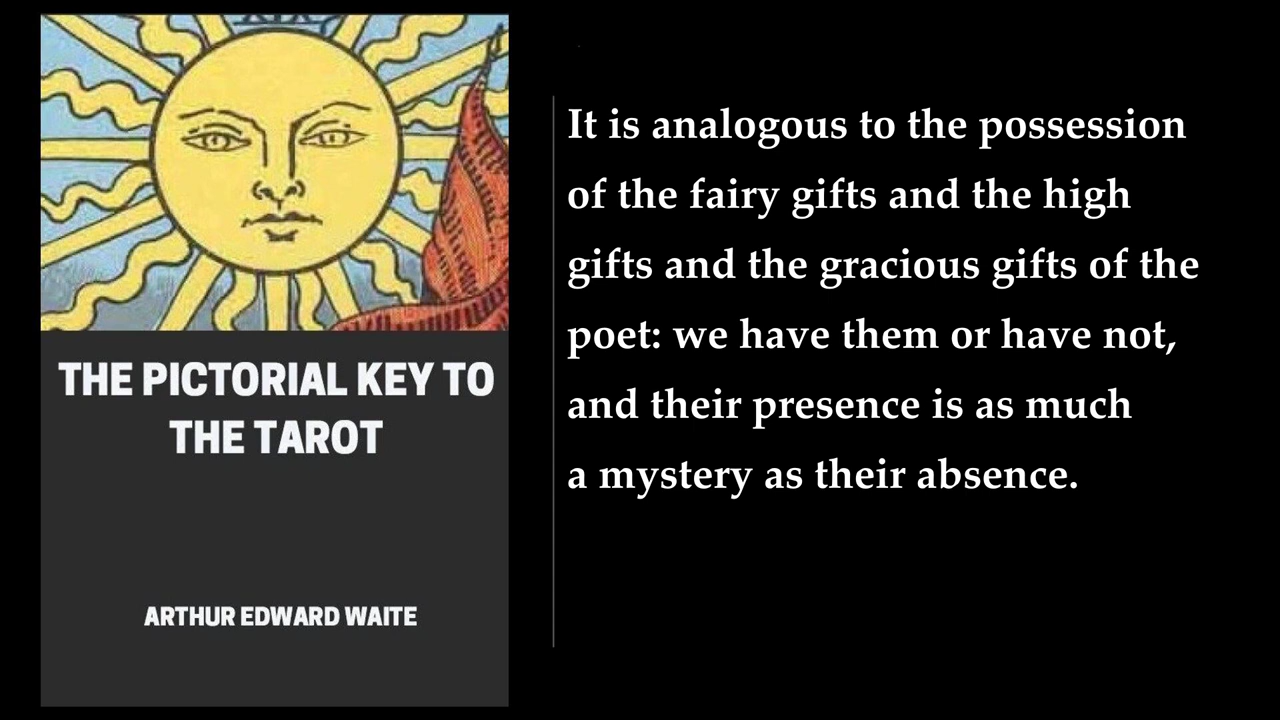 THE PICTORIAL KEY TO
THE TAROT
ARTHUR EDWARD WAITE
It is analogous to the possession
of the fairy gifts and the high
gifts and the gracious gifts of the
poet: we have them or have not,
and their presence is as much
a mystery as their absence.